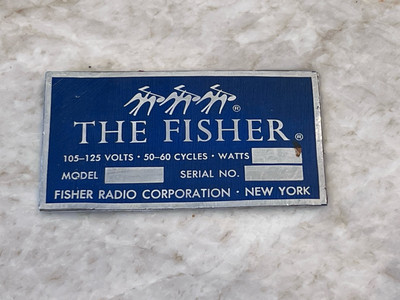 ®
THE FISHER®
105–125 VOLTS · 50–60 CYCLES · WATTS
MODEL SERIAL NO.
FISHER RADIO CORPORATION · NEW YORK